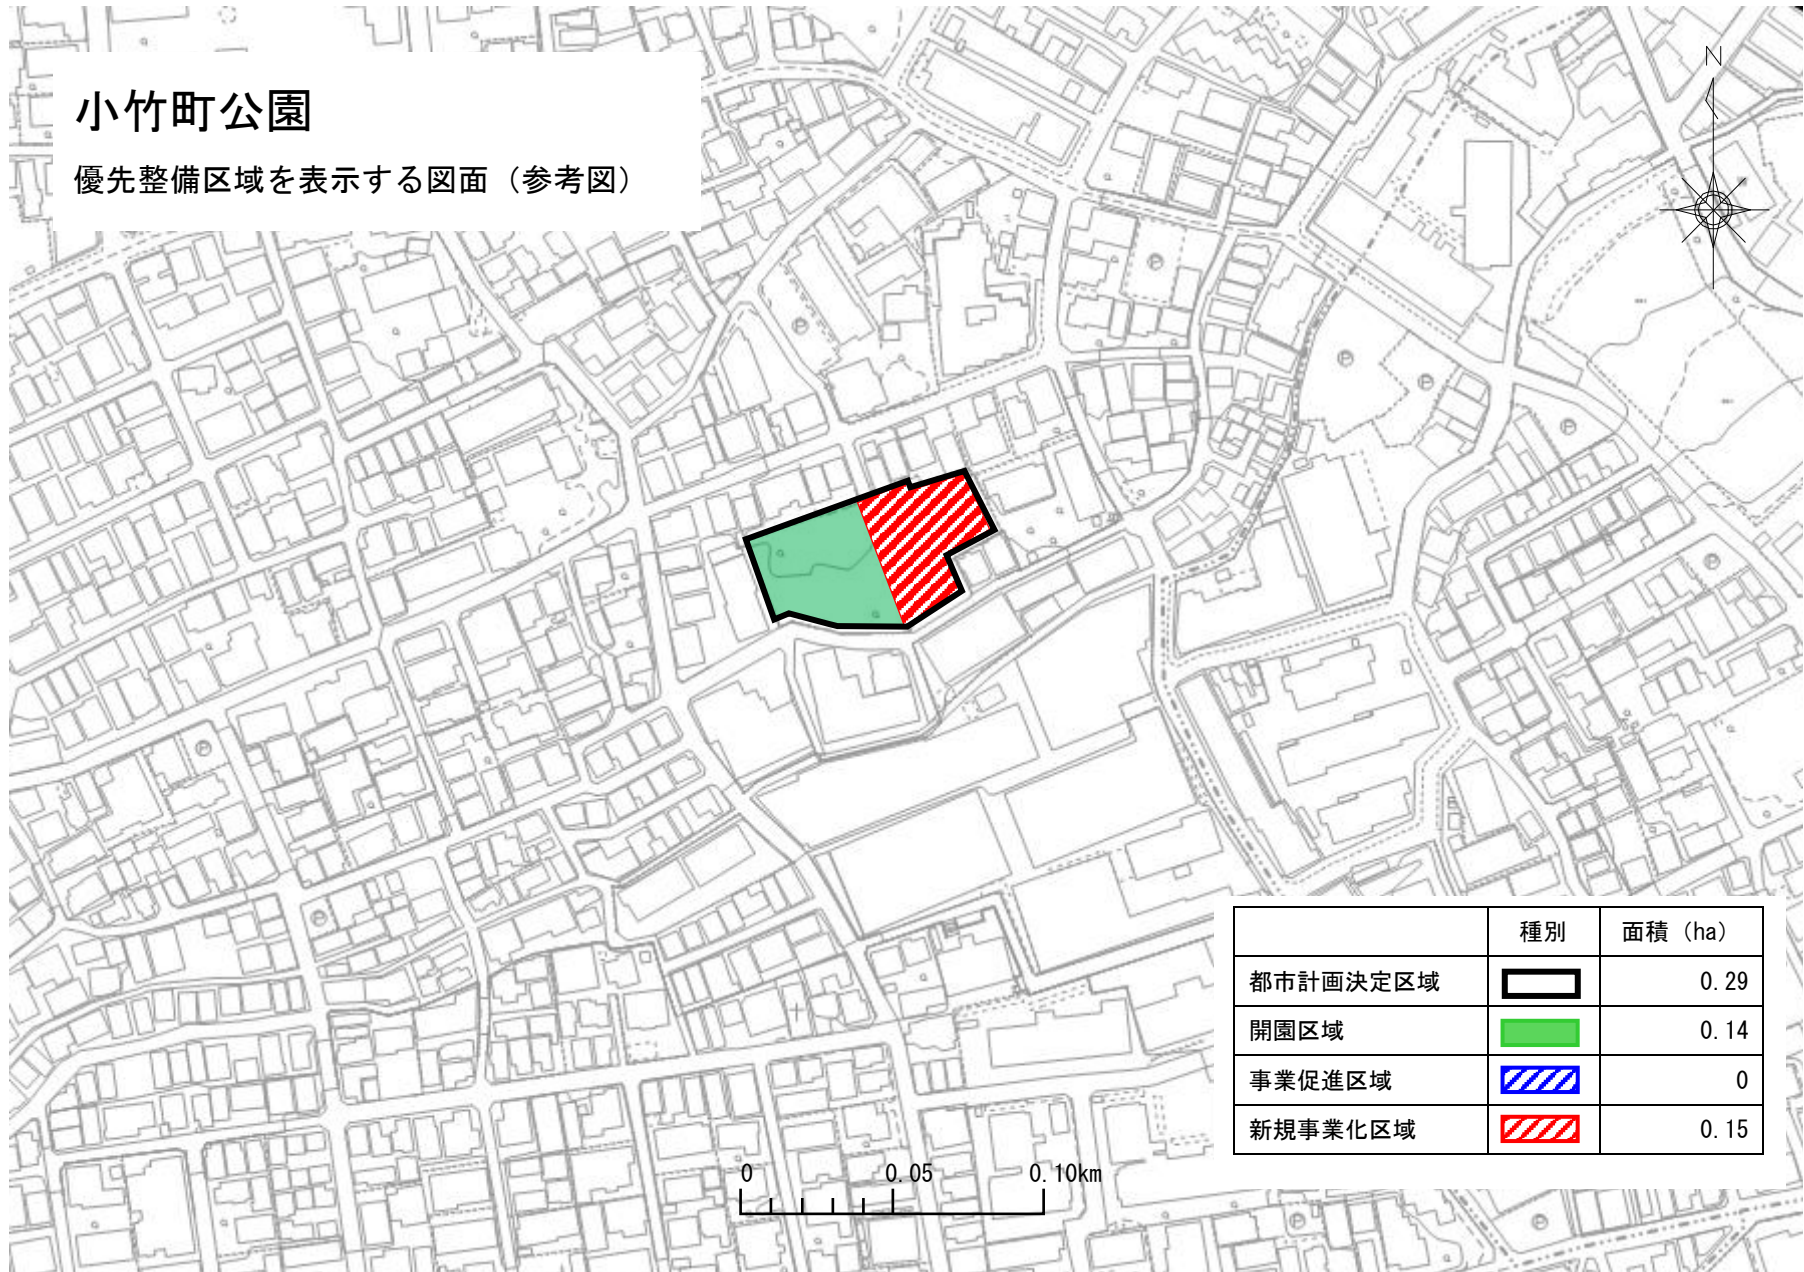 小竹町公園
優先整備区域を表示する図面（参考図）
N
種別 面積（ha）
都市計画決定区域 0.29
開園区域 0.14
事業促進区域 0
新規事業化区域 0.15
0 0.05 0.10km